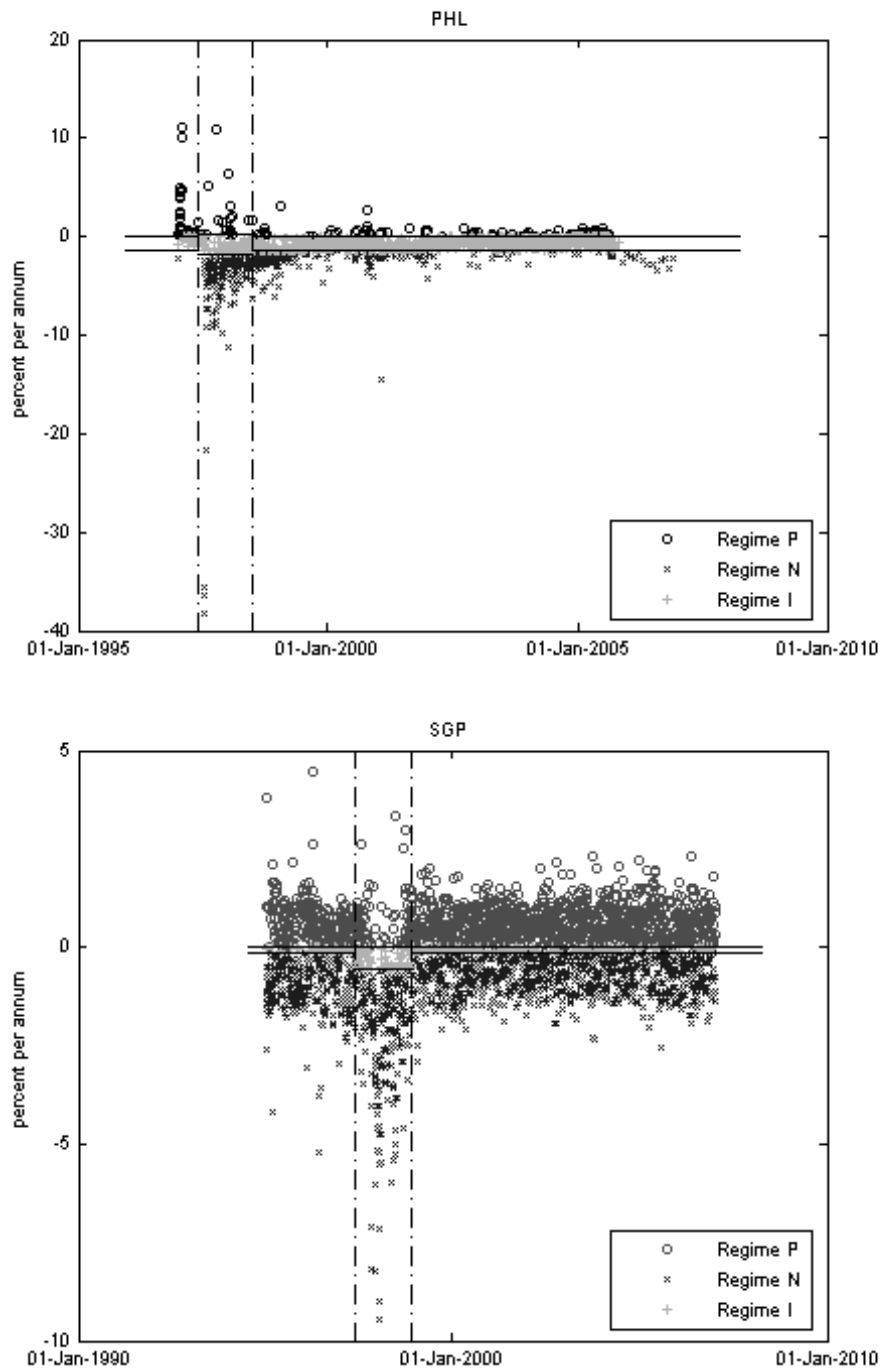 PHL
20
10
0
-10
-20
-30
-40
percent per annum
Regime P
Regime N
Regime I
01-Jan-1995
01-Jan-2000
01-Jan-2005
01-Jan-2010
SGP
5
0
-5
-10
percent per annum
Regime P
Regime N
Regime I
01-Jan-1990
01-Jan-2000
01-Jan-2010